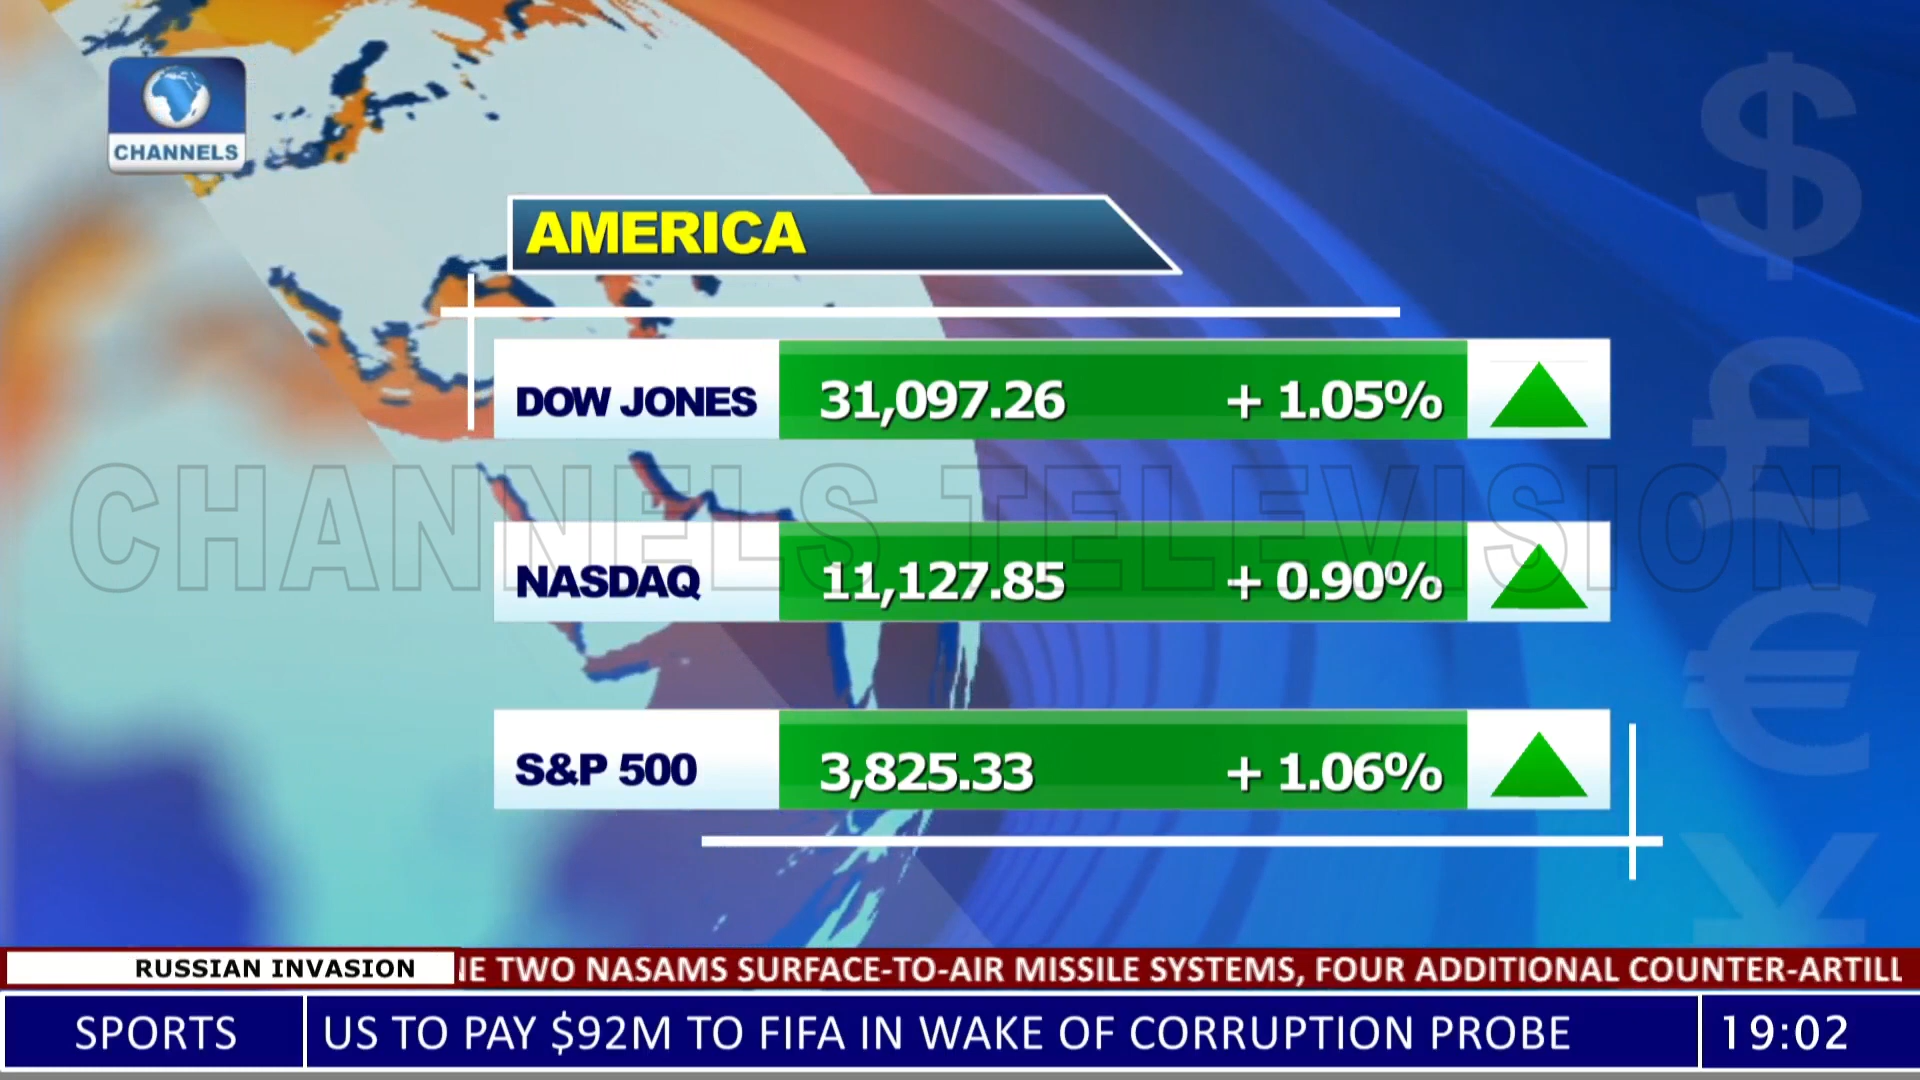 CHANNELS
AMERICA
DOW JONES 31,097.26 + 1.05%
CHANNELS TELEVISION
NASDAQ 11,127.85 + 0.90%
S&P 500 3,825.33 + 1.06%
$
£
€
¥
RUSSIAN INVASION TWO NASAMS SURFACE-TO-AIR MISSILE SYSTEMS, FOUR ADDITIONAL COUNTER-ARTILL
SPORTS US TO PAY $92M TO FIFA IN WAKE OF CORRUPTION PROBE 19:02